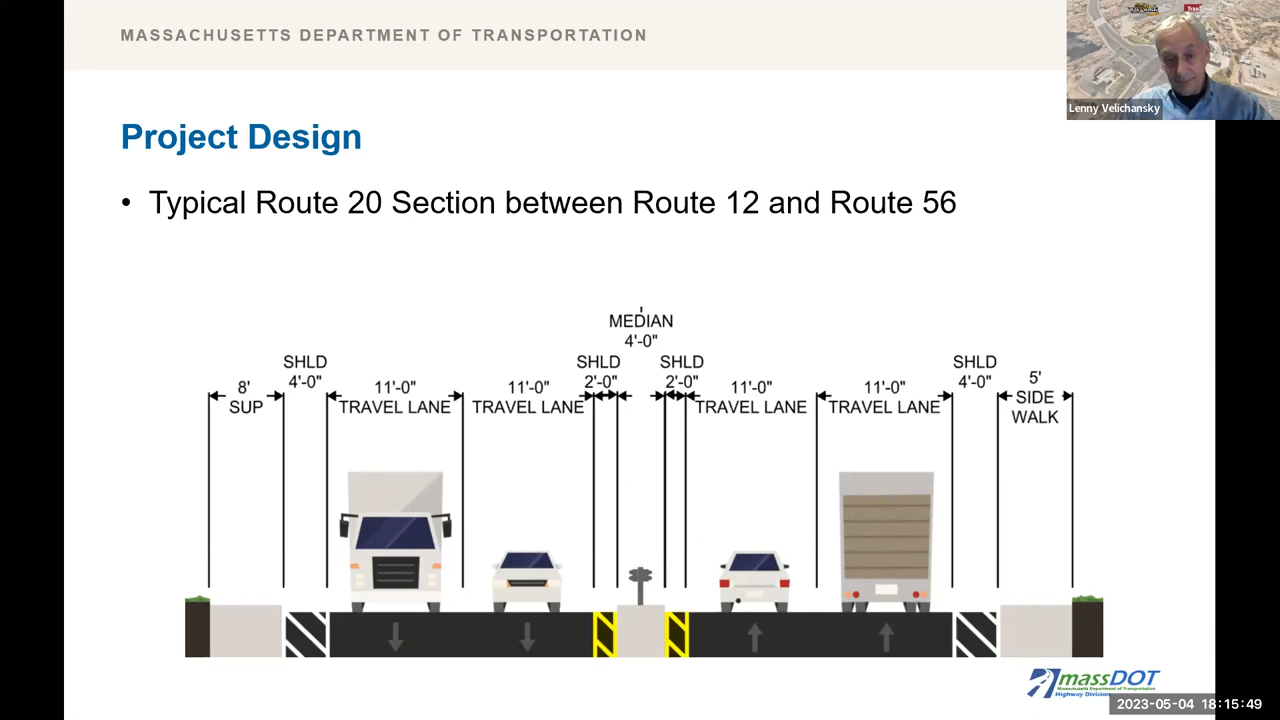 MASSACHUSETTS DEPARTMENT OF TRANSPORTATION
Lenny Velichansky
Project Design
• Typical Route 20 Section between Route 12 and Route 56
MEDIAN
4'-0"
SHLD
4'-0"
SHLD
2'-0"
SHLD
2'-0"
SHLD
4'-0"
8'
SUP
11'-0"
TRAVEL LANE
11'-0"
TRAVEL LANE
11'-0"
TRAVEL LANE
11'-0"
TRAVEL LANE
5'
SIDE
WALK
massDOT
Massachusetts Department of Transportation
Highway Division
2023-05-04 18:15:49